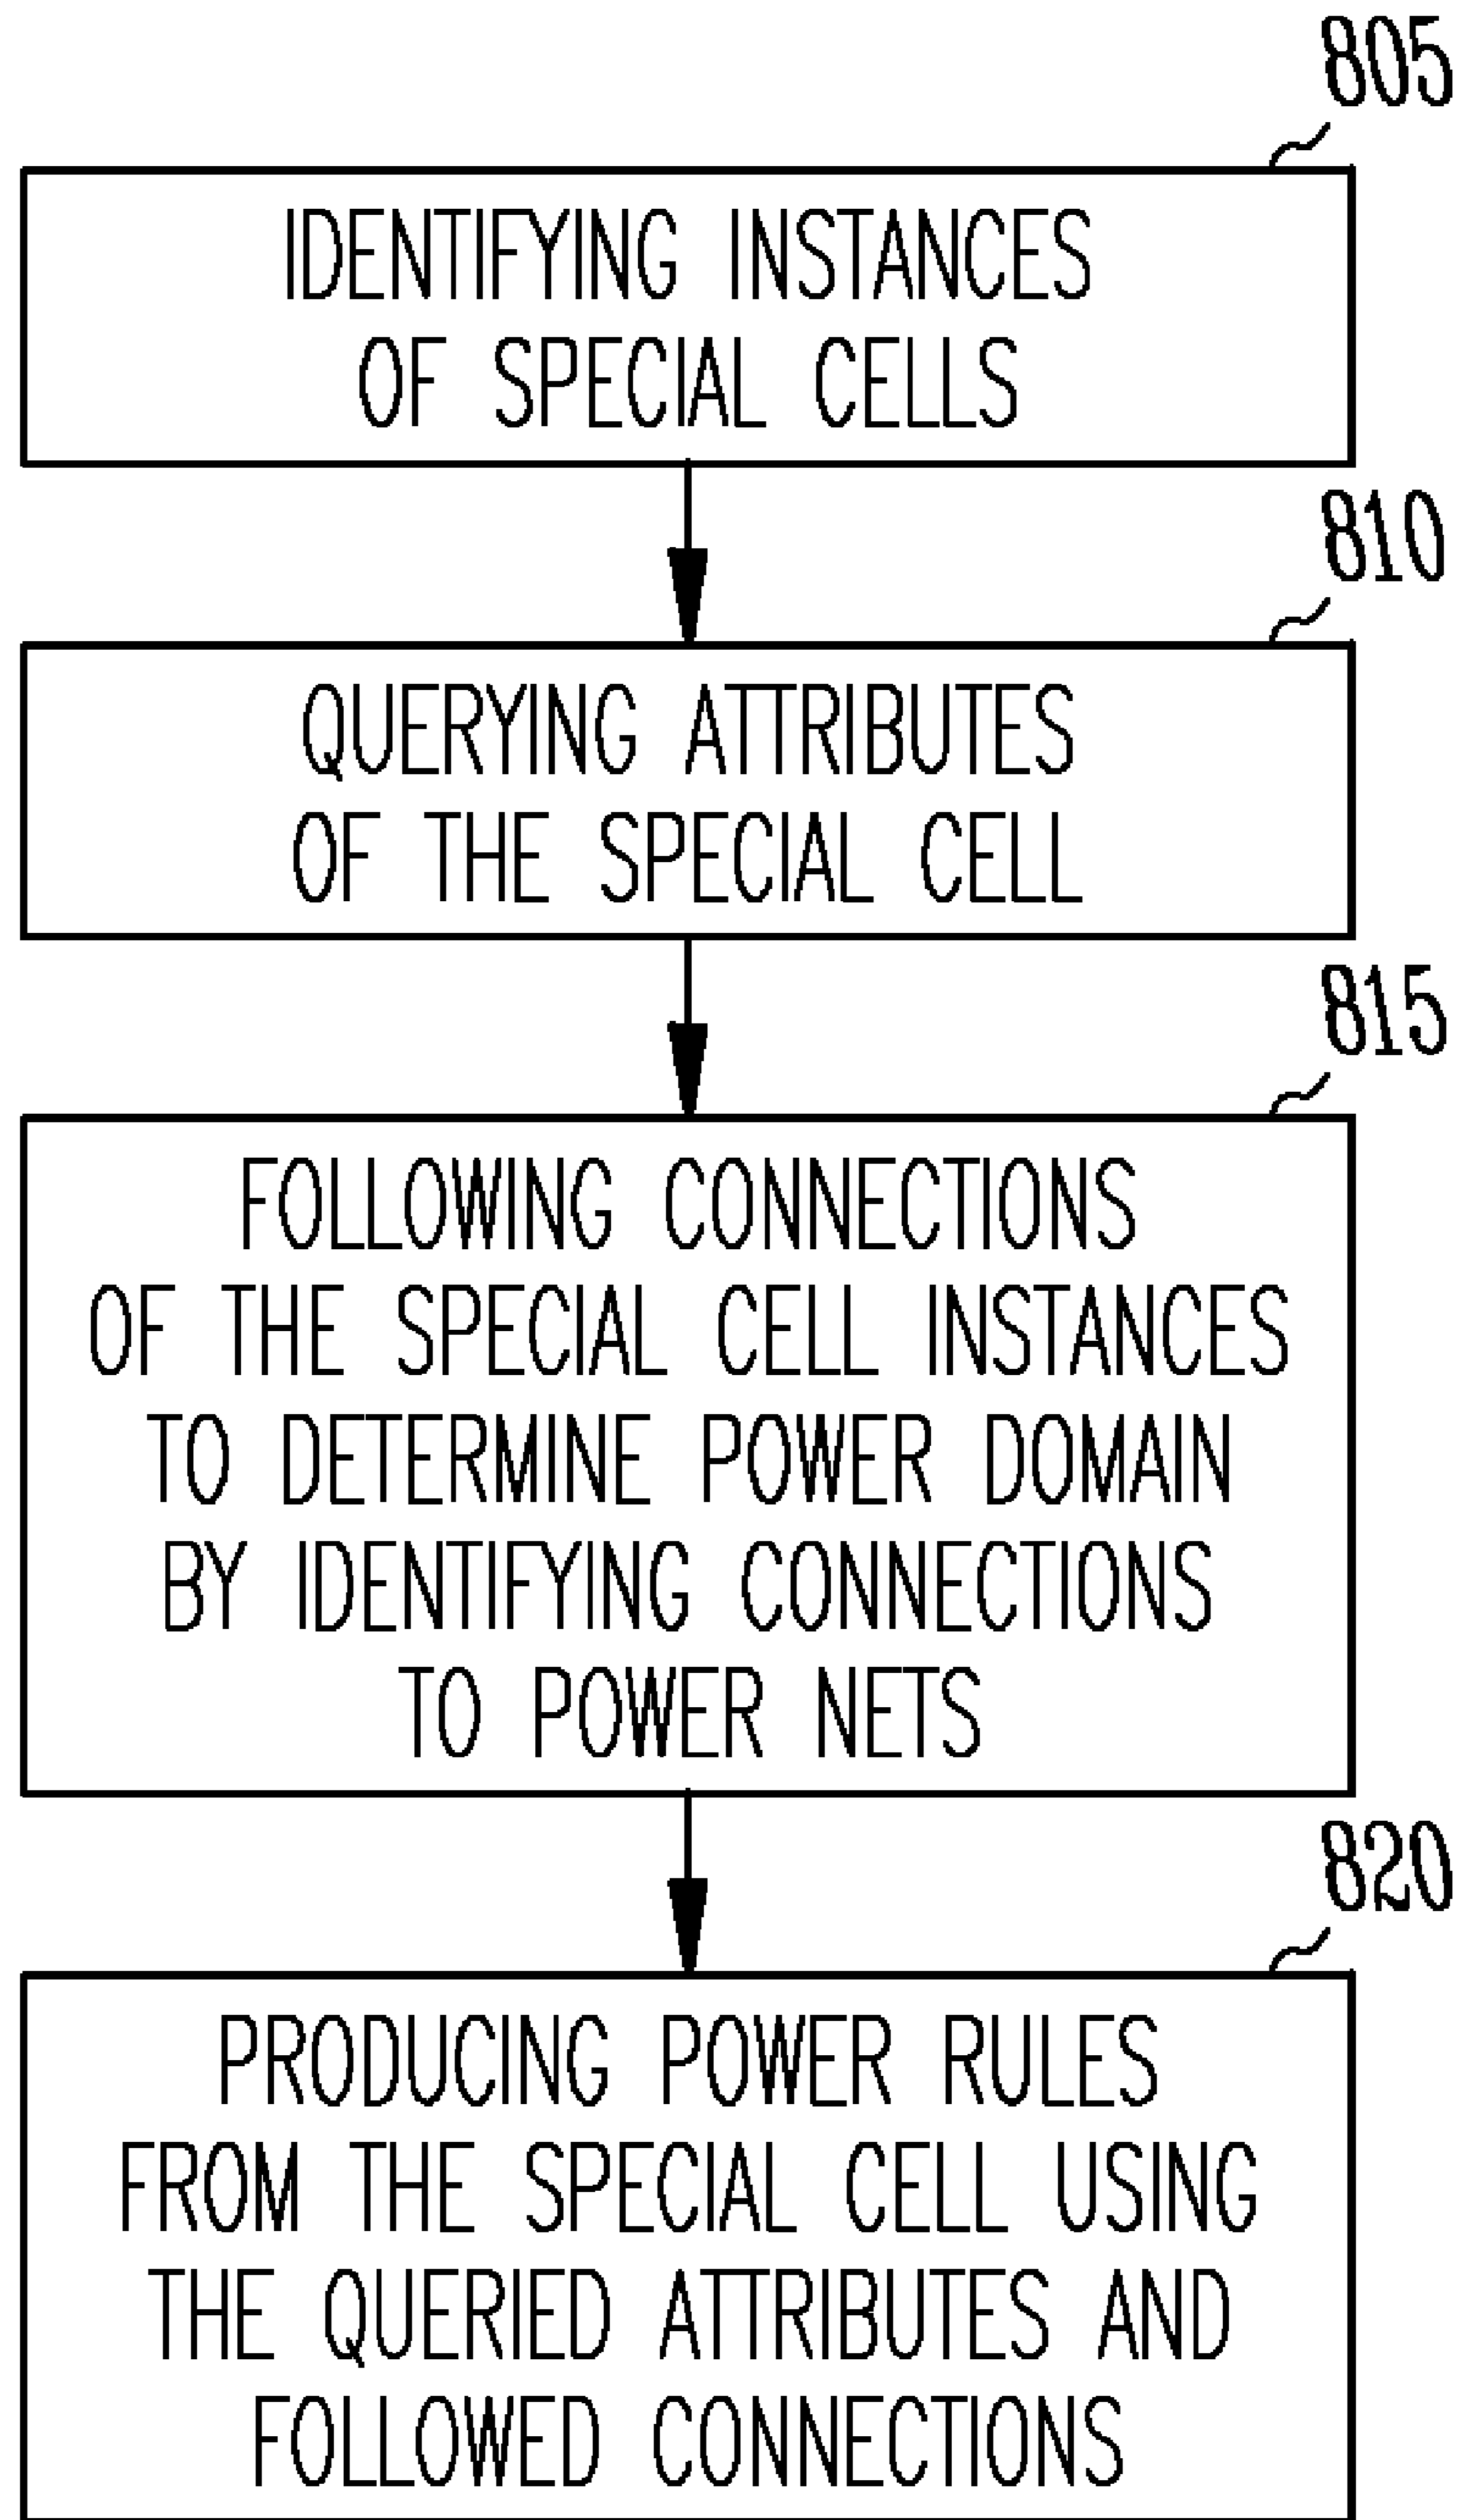 805
IDENTIFYING INSTANCES
OF SPECIAL CELLS
810
QUERYING ATTRIBUTES
OF THE SPECIAL CELL
815
FOLLOWING CONNECTIONS
OF THE SPECIAL CELL INSTANCES
TO DETERMINE POWER DOMAIN
BY IDENTIFYING CONNECTIONS
TO POWER NETS
820
PRODUCING POWER RULES
FROM THE SPECIAL CELL USING
THE QUERIED ATTRIBUTES AND
FOLLOWED CONNECTIONS